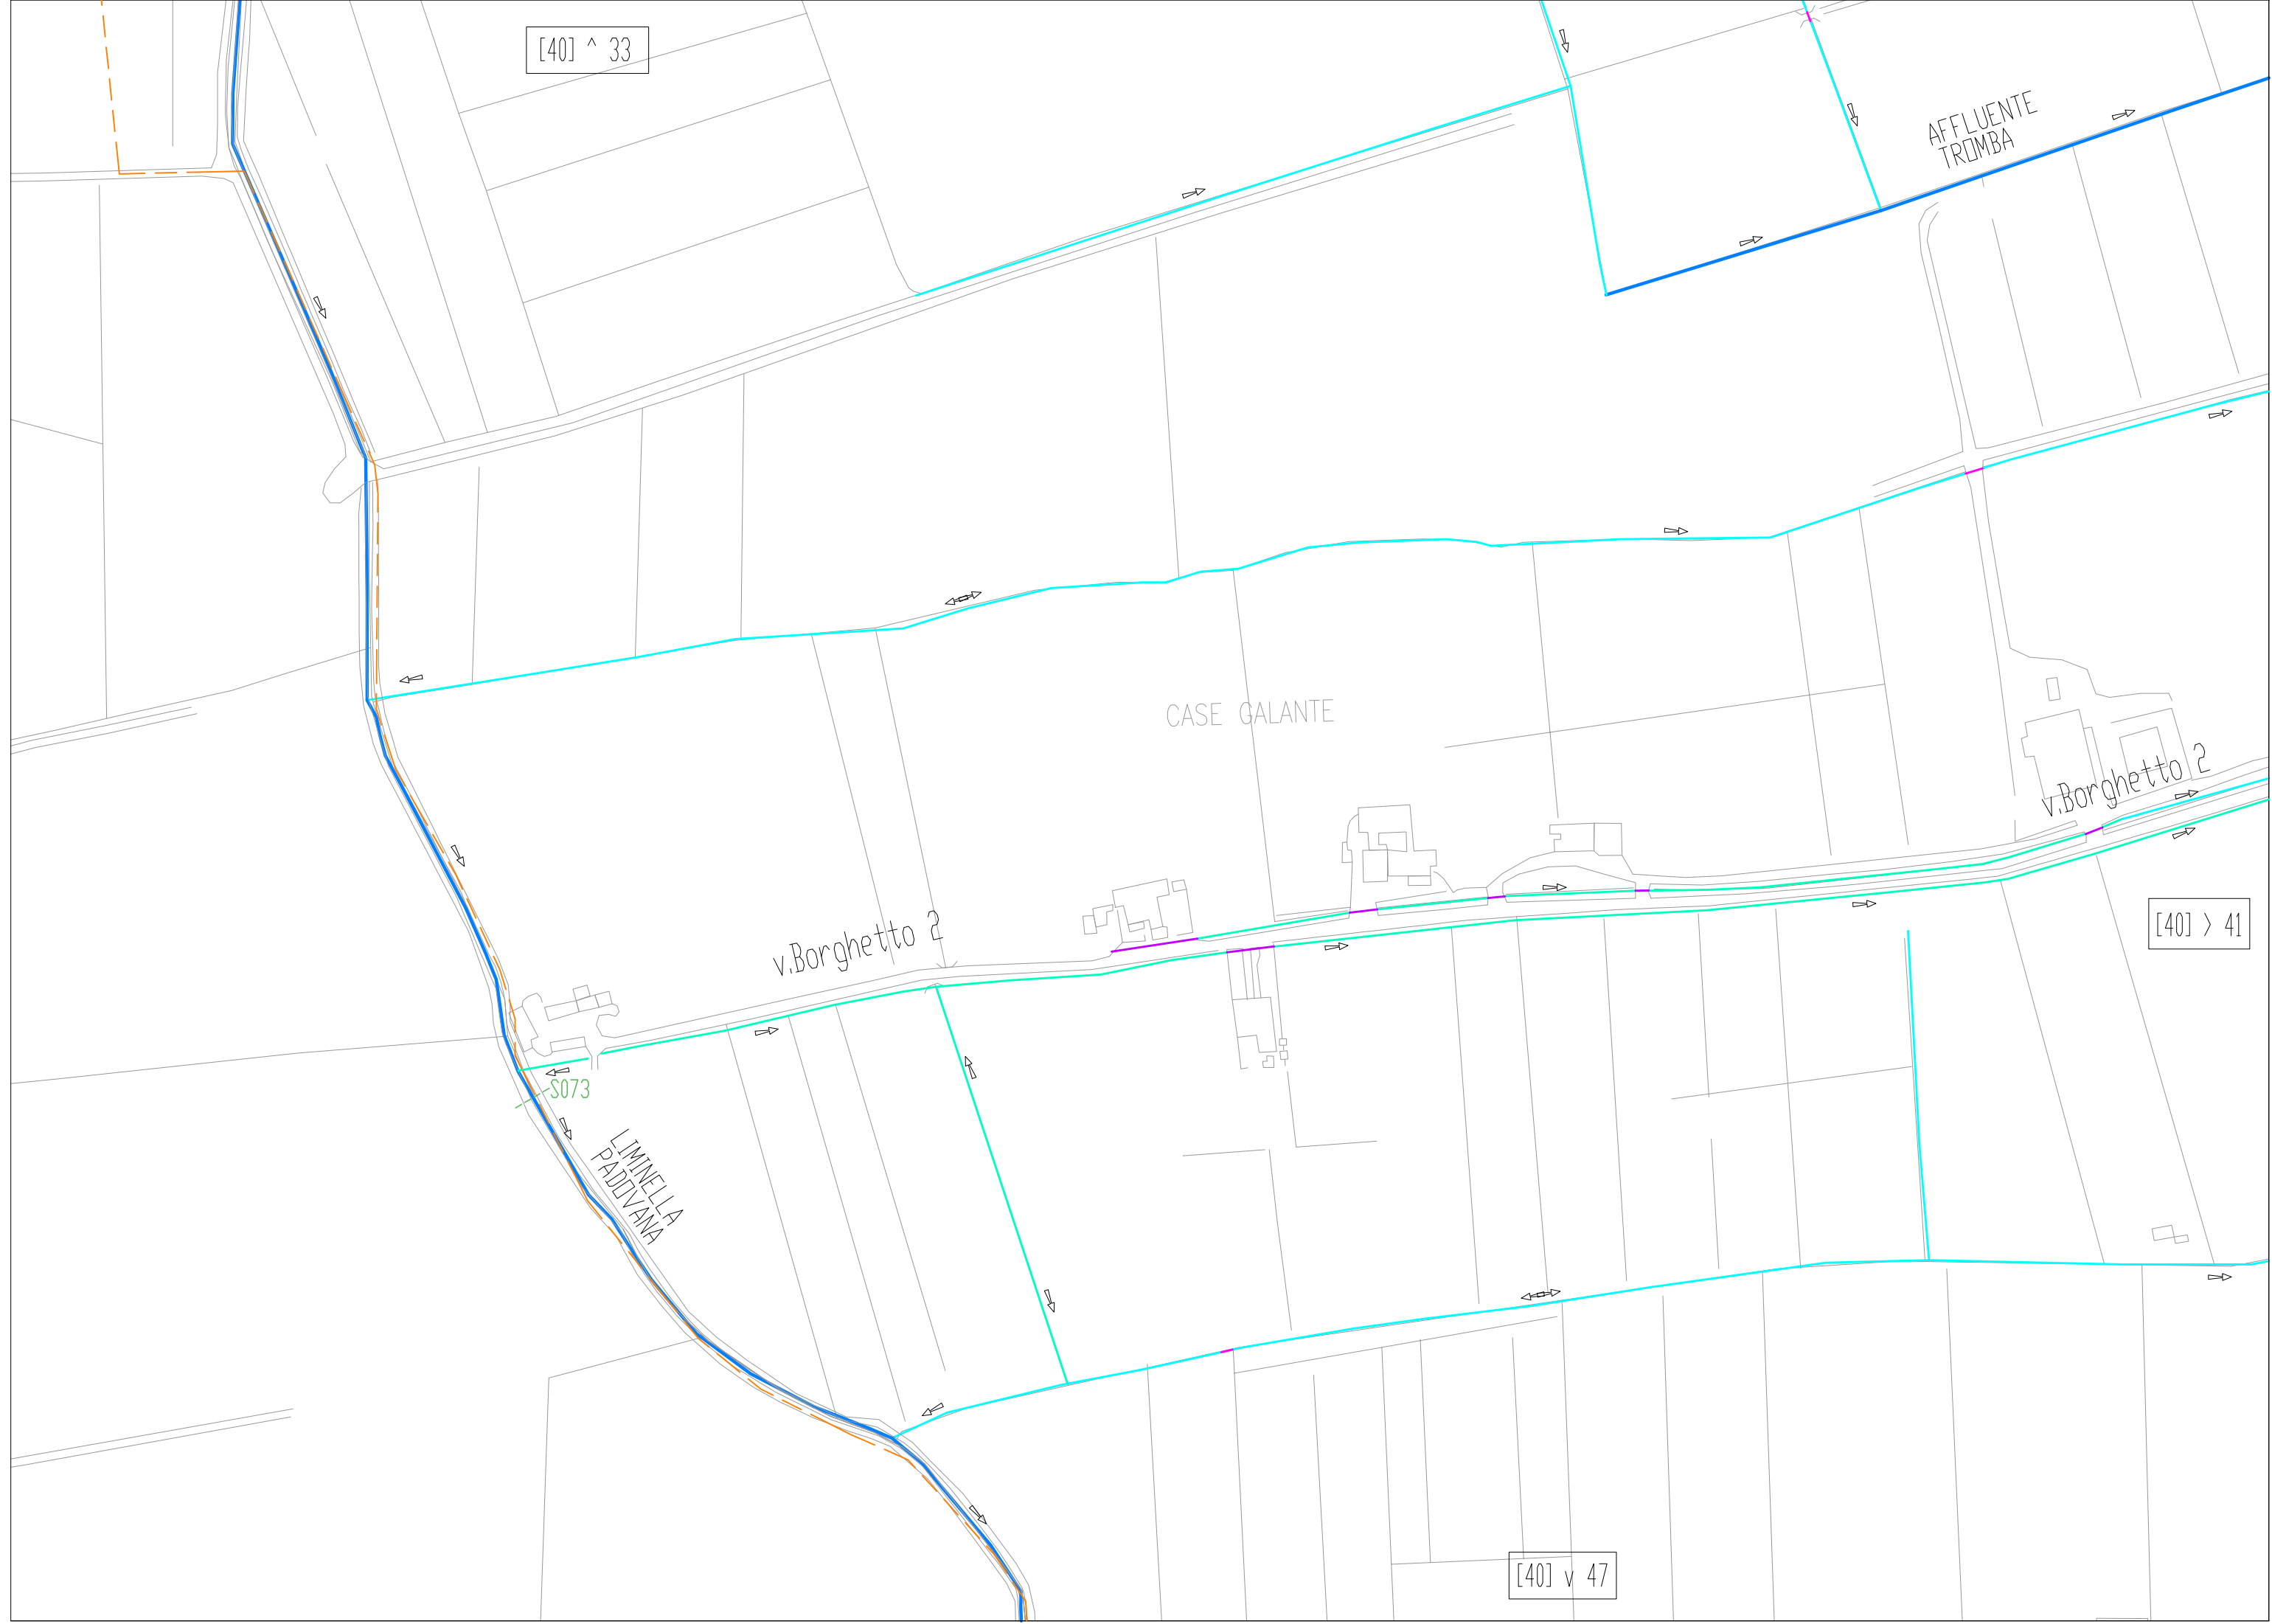 [40] ^ 33
AFFLUENTE
TROMBA
CASE GALANTE
v.Borghetto 2
v.Borghetto 2
[40] > 41
S073
LIMINELLA
PADOVANA
[40] v 47